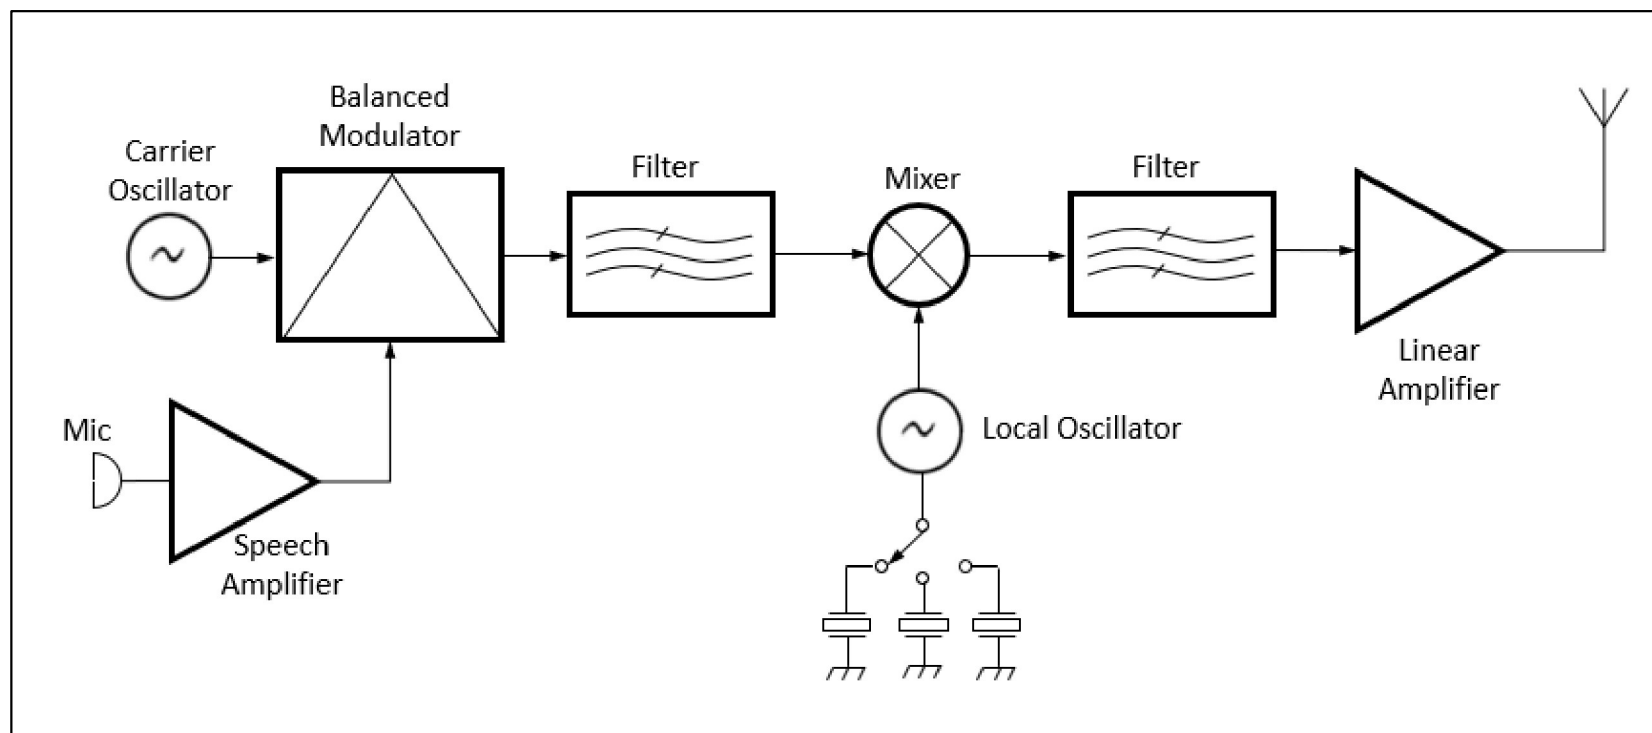 Balanced
Modulator
Carrier
Oscillator
Filter
Mixer
Filter
Linear
Amplifier
Local Oscillator
Mic
Speech
Amplifier